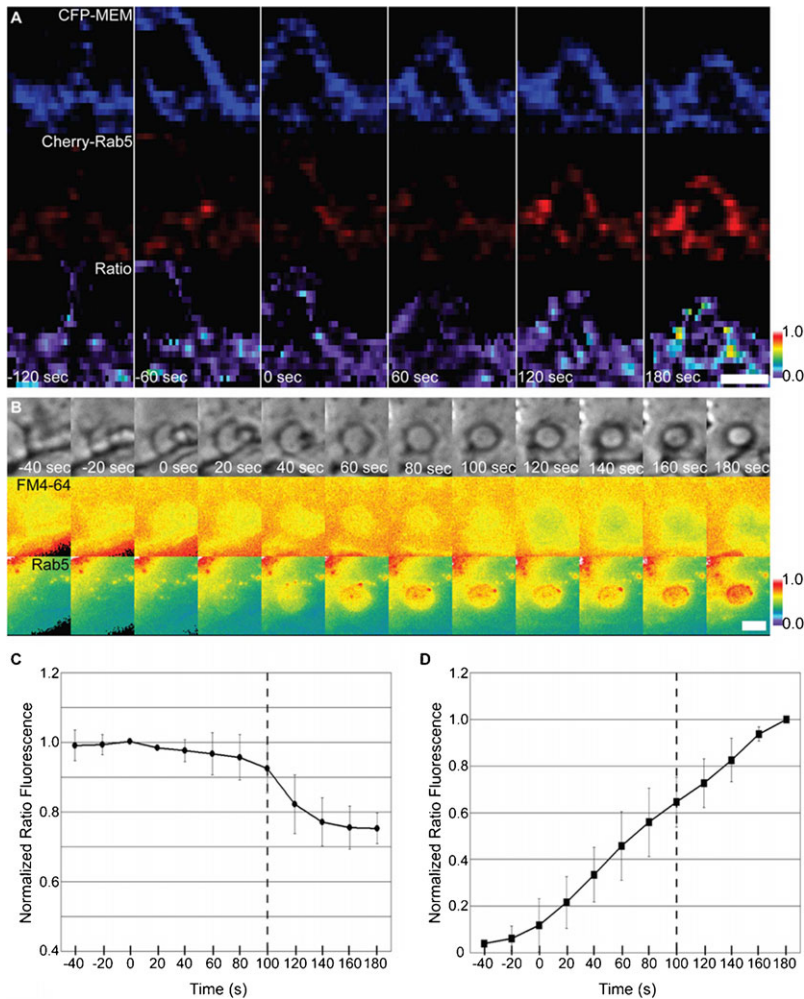 A
CFP-MEM
Cherry-Rab5
Ratio
-120 sec -60 sec 0 sec 60 sec 120 sec 180 sec
1.0
0.0
B
-40 sec -20 sec 0 sec 20 sec 40 sec 60 sec 80 sec 100 sec 120 sec 140 sec 160 sec 180 sec
FM4-64
Rab5
1.0
0.0
C
1.2
1.0
0.8
0.6
0.4
Normalized Ratio Fluorescence
-40 -20 0 20 40 60 80 100 120 140 160 180
Time (s)
D
1.2
1.0
0.8
0.6
0.4
0.2
0
Normalized Ratio Fluorescence
-40 -20 0 20 40 60 80 100 120 140 160 180
Time (s)